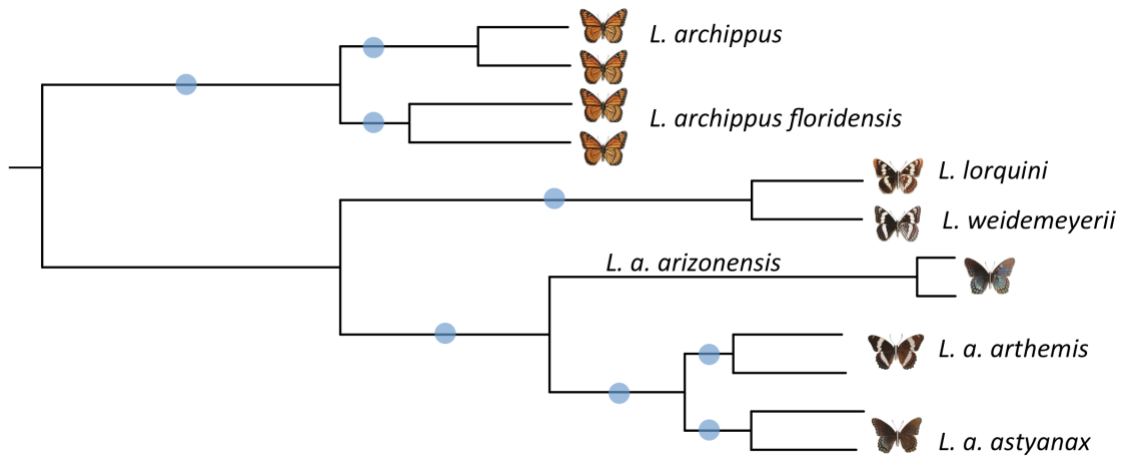 L. archippus
L. archippus floridensis
L. lorquini
L. weidemeyerii
L. a. arizonensis
L. a. arthemis
L. a. astyanax